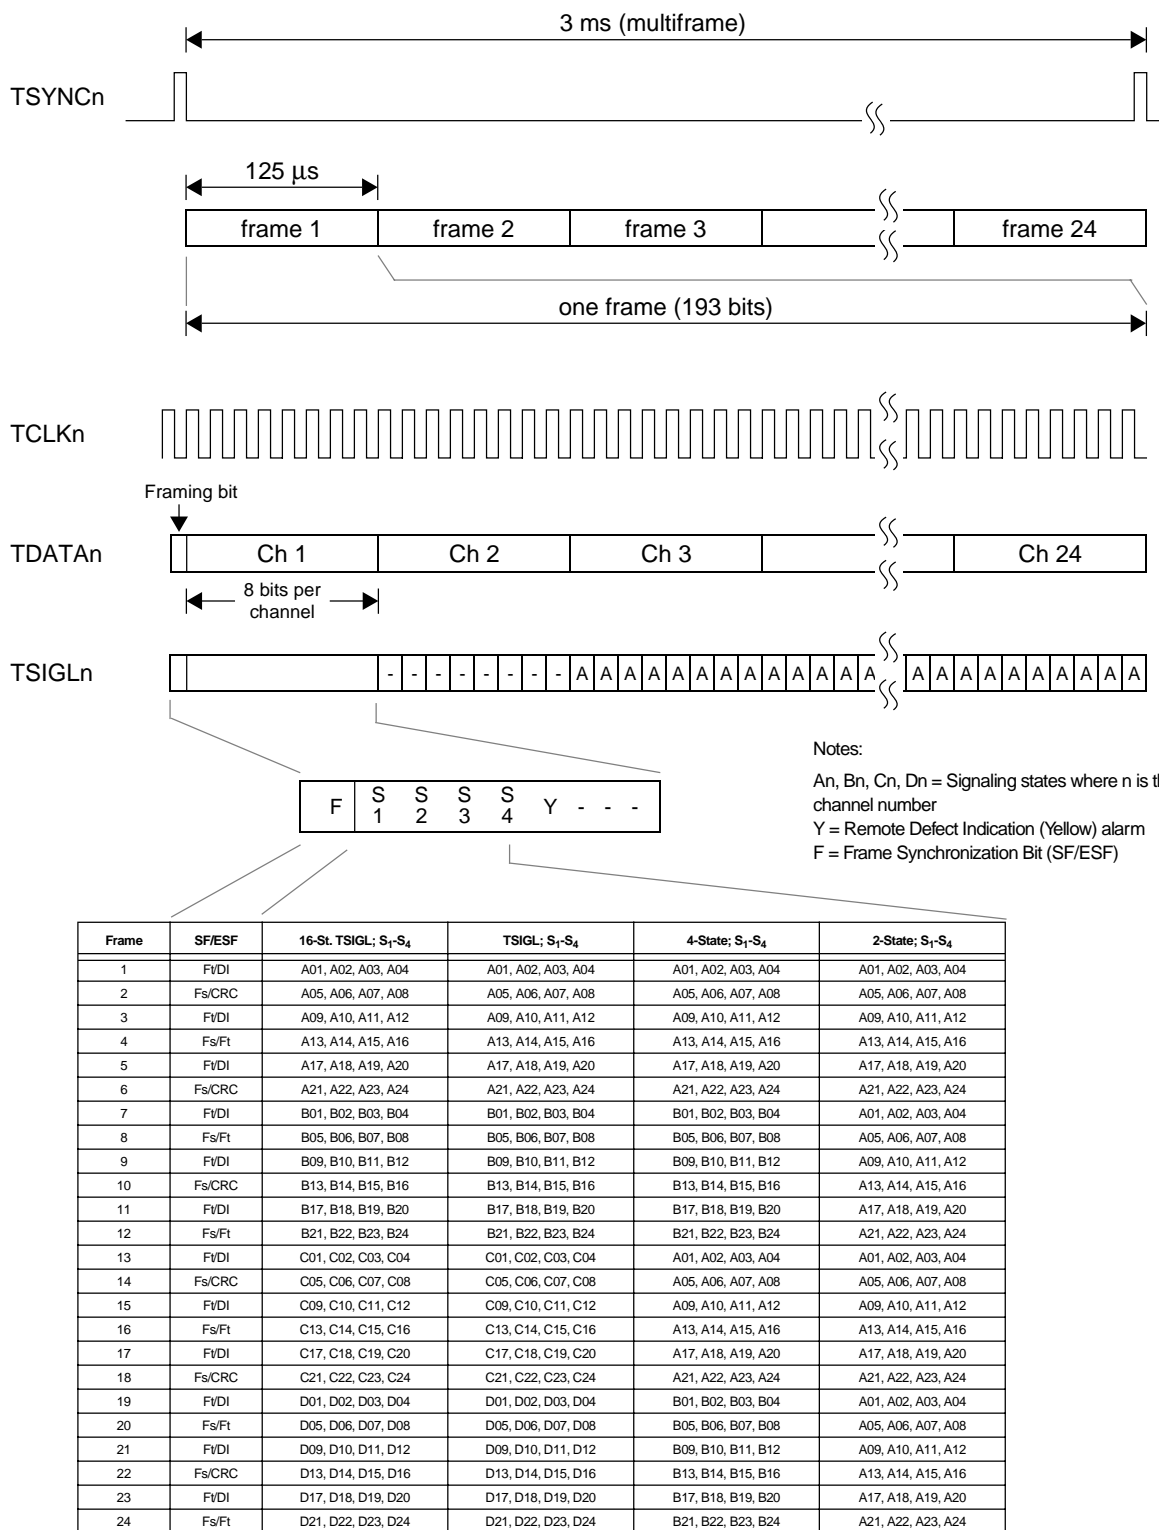 3 ms (multiframe)
TSYNCn
125 μs
frame 1 frame 2 frame 3 frame 24
one frame (193 bits)
TCLKn
Framing bit
TDATAn Ch 1 Ch 2 Ch 3 Ch 24
8 bits per
channel
TSIGLn - - - - - - - - A A A A A A A A A A A A A A A A A A A A A A A
Notes:
An, Bn, Cn, Dn = Signaling states where n is
channel number
Y = Remote Defect Indication (Yellow) alarm
F = Frame Synchronization Bit (SF/ESF)
F S1 S2 S3 S4 Y - - -
Frame SF/ESF 16-St. TSIGL; S1-S4 TSIGL; S1-S4 4-State; S1-S4 2-State; S1-S4
1 Ft/DI A01, A02, A03, A04 A01, A02, A03, A04 A01, A02, A03, A04 A01, A02, A03, A04
2 Fs/CRC A05, A06, A07, A08 A05, A06, A07, A08 A05, A06, A07, A08 A05, A06, A07, A08
3 Ft/DI A09, A10, A11, A12 A09, A10, A11, A12 A09, A10, A11, A12 A09, A10, A11, A12
4 Fs/Ft A13, A14, A15, A16 A13, A14, A15, A16 A13, A14, A15, A16 A13, A14, A15, A16
5 Ft/DI A17, A18, A19, A20 A17, A18, A19, A20 A17, A18, A19, A20 A17, A18, A19, A20
6 Fs/CRC A21, A22, A23, A24 A21, A22, A23, A24 A21, A22, A23, A24 A21, A22, A23, A24
7 Ft/DI B01, B02, B03, B04 B01, B02, B03, B04 B01, B02, B03, B04 A01, A02, A03, A04
8 Fs/Ft B05, B06, B07, B08 B05, B06, B07, B08 B05, B06, B07, B08 A05, A06, A07, A08
9 Ft/DI B09, B10, B11, B12 B09, B10, B11, B12 B09, B10, B11, B12 A09, A10, A11, A12
10 Fs/CRC B13, B14, B15, B16 B13, B14, B15, B16 B13, B14, B15, B16 A13, A14, A15, A16
11 Ft/DI B17, B18, B19, B20 B17, B18, B19, B20 B17, B18, B19, B20 A17, A18, A19, A20
12 Fs/Ft B21, B22, B23, B24 B21, B22, B23, B24 B21, B22, B23, B24 A21, A22, A23, A24
13 Ft/DI C01, C02, C03, C04 C01, C02, C03, C04 A01, A02, A03, A04 A01, A02, A03, A04
14 Fs/CRC C05, C06, C07, C08 C05, C06, C07, C08 A05, A06, A07, A08 A05, A06, A07, A08
15 Ft/DI C09, C10, C11, C12 C09, C10, C11, C12 A09, A10, A11, A12 A09, A10, A11, A12
16 Fs/Ft C13, C14, C15, C16 C13, C14, C15, C16 A13, A14, A15, A16 A13, A14, A15, A16
17 Ft/DI C17, C18, C19, C20 C17, C18, C19, C20 A17, A18, A19, A20 A17, A18, A19, A20
18 Fs/CRC C21, C22, C23, C24 C21, C22, C23, C24 A21, A22, A23, A24 A21, A22, A23, A24
19 Ft/DI D01, D02, D03, D04 D01, D02, D03, D04 B01, B02, B03, B04 A01, A02, A03, A04
20 Fs/Ft D05, D06, D07, D08 D05, D06, D07, D08 B05, B06, B07, B08 A05, A06, A07, A08
21 Ft/DI D09, D10, D11, D12 D09, D10, D11, D12 B09, B10, B11, B12 A09, A10, A11, A12
22 Fs/CRC D13, D14, D15, D16 D13, D14, D15, D16 B13, B14, B15, B16 A13, A14, A15, A16
23 Ft/DI D17, D18, D19, D20 D17, D18, D19, D20 B17, B18, B19, B20 A17, A18, A19, A20
24 Fs/Ft D21, D22, D23, D24 D21, D22, D23, D24 B21, B22, B23, B24 A21, A22, A23, A24